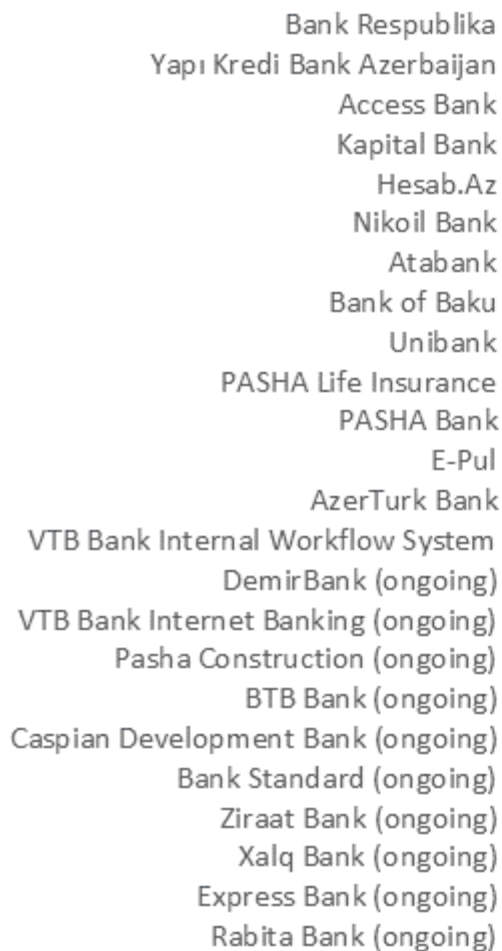 Bank Respublika
Yapı Kredi Bank Azerbaijan
Access Bank
Kapital Bank
Hesab.Az
Nikoil Bank
Atabank
Bank of Baku
Unibank
PASHA Life Insurance
PASHA Bank
E-Pul
AzerTurk Bank
VTB Bank Internal Workflow System
DemirBank (ongoing)
VTB Bank Internet Banking (ongoing)
Pasha Construction (ongoing)
BTB Bank (ongoing)
Caspian Development Bank (ongoing)
Bank Standard (ongoing)
Ziraat Bank (ongoing)
Xalq Bank (ongoing)
Express Bank (ongoing)
Rabita Bank (ongoing)